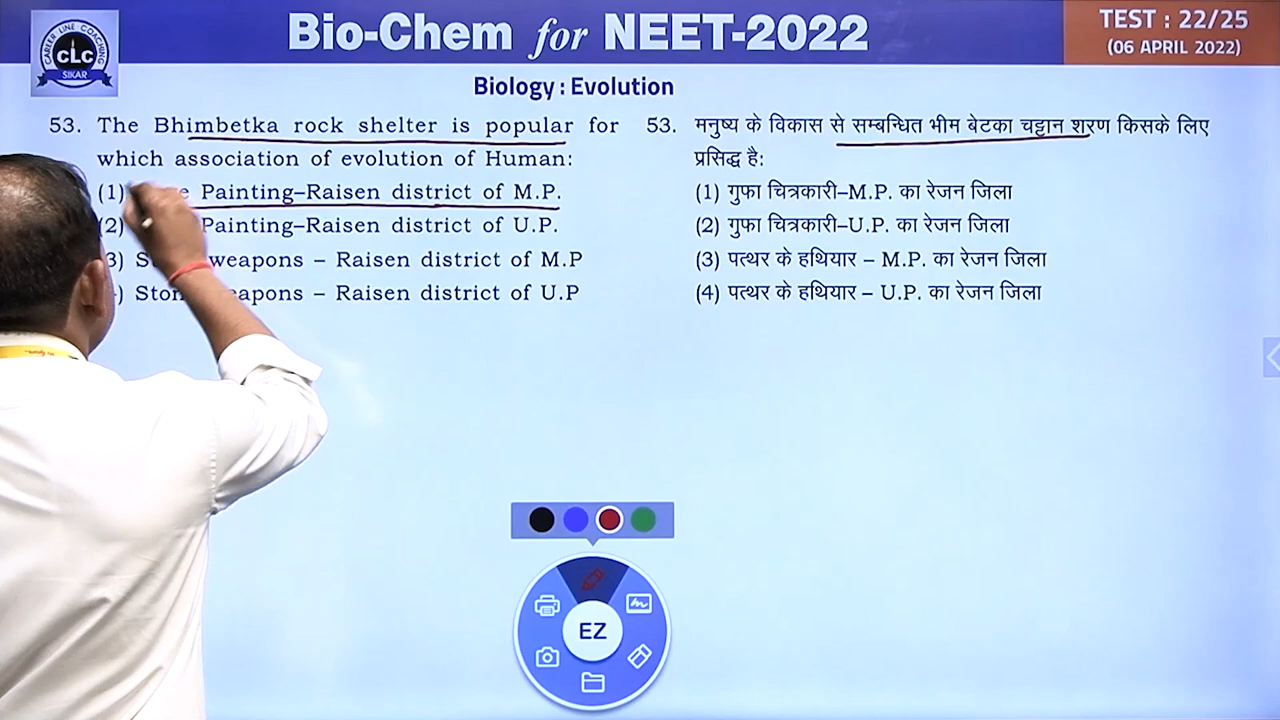 CAREER LINE COACHING
CLC
SIKAR
Bio-Chem for NEET-2022
TEST : 22/25
(06 APRIL 2022)
Biology : Evolution
53. The Bhimbetka rock shelter is popular for
which association of evolution of Human:
(1) Painting–Raisen district of M.P.
(2) Painting–Raisen district of U.P.
3) weapons – Raisen district of M.P
) Ston weapons – Raisen district of U.P
53. मनुष्य के विकास से सम्बन्धित भीम बेटका चट्टान शरण किसके लिए
प्रसिद्ध है:
(1) गुफा चित्रकारी–M.P. का रेजन जिला
(2) गुफा चित्रकारी–U.P. का रेजन जिला
(3) पत्थर के हथियार – M.P. का रेजन जिला
(4) पत्थर के हथियार – U.P. का रेजन जिला
EZ